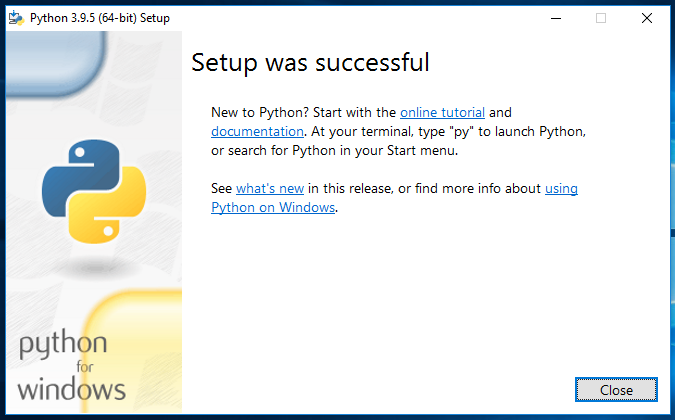 Python 3.9.5 (64-bit) Setup
Setup was successful
New to Python? Start with the online tutorial and
documentation. At your terminal, type "py" to launch Python,
or search for Python in your Start menu.
See what's new in this release, or find more info about using
Python on Windows.
python
for
windows
Close